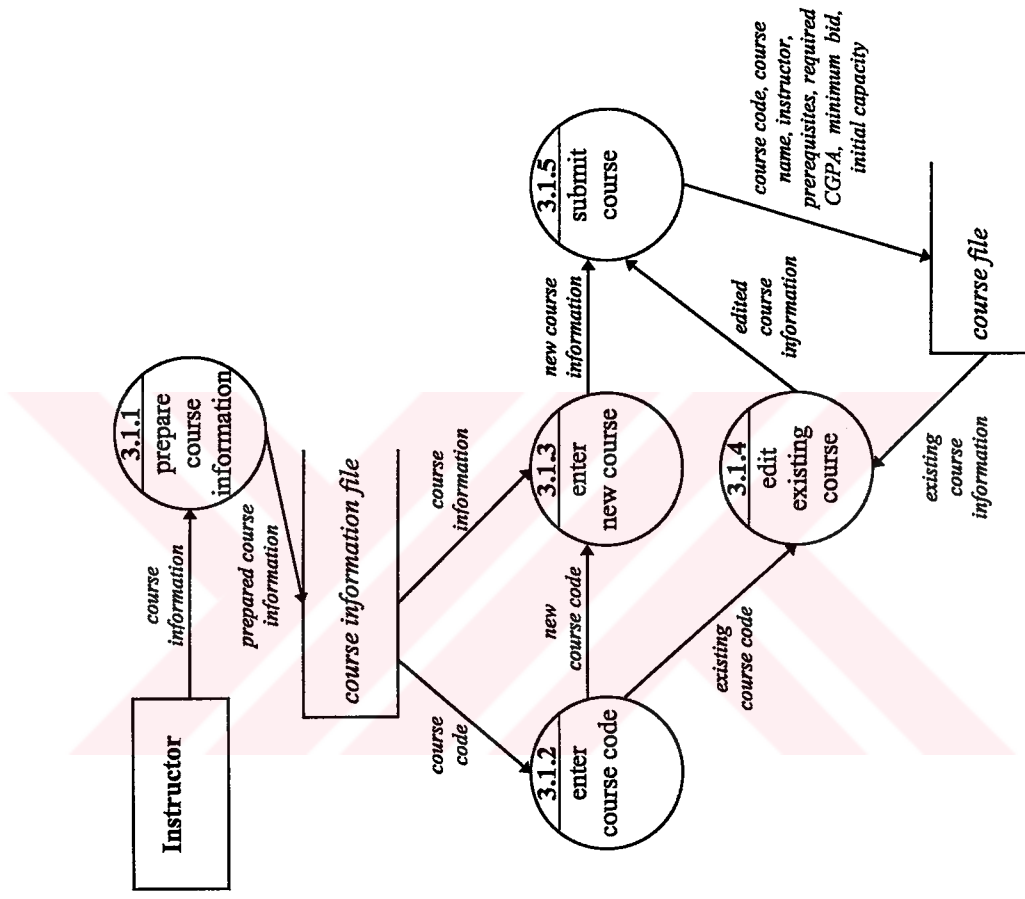 Instructor
course
information
3.1.1
prepare
course
information
prepared course
information
course information file
course
code
course
information
3.1.2
enter
course code
new
course code
existing
course code
3.1.3
enter
new course
new course
information
3.1.4
edit
existing
course
edited
course
information
3.1.5
submit
course
course code, course
name, instructor,
prerequisites, required
CGPA, minimum bid,
initial capacity
course file
existing
course
information